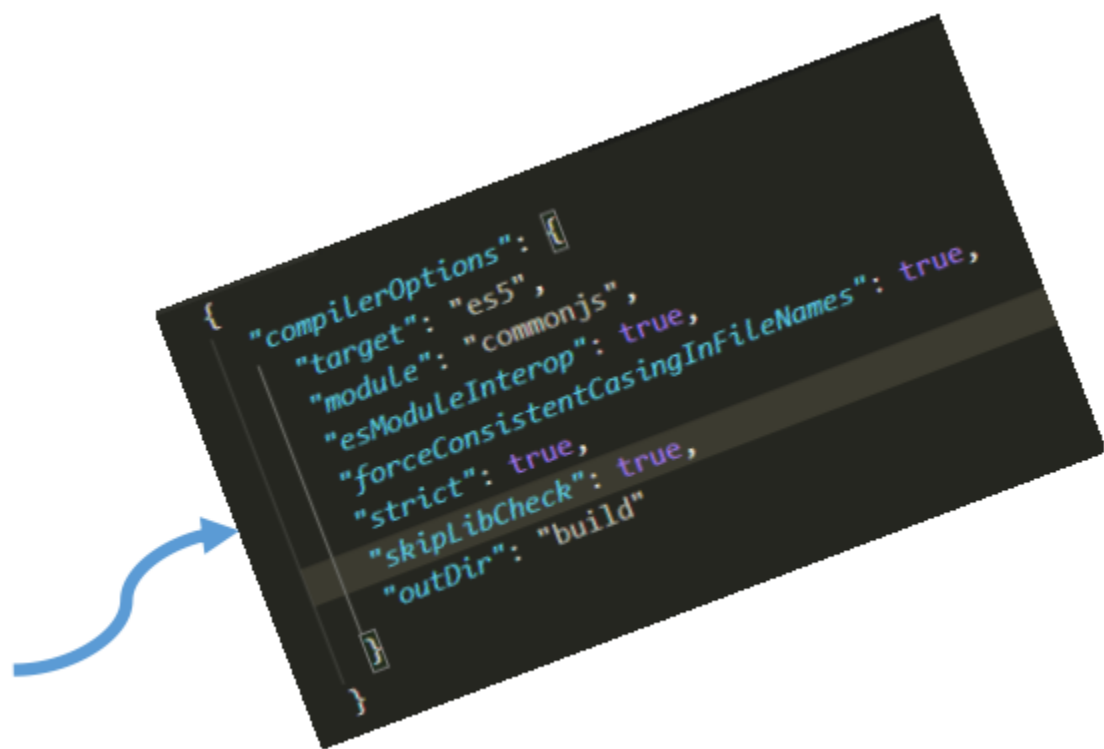 {
"compilerOptions": {
"target": "es5",
"module": "commonjs",
"esModuleInterop": true,
"forceConsistentCasingInFileNames": true,
"strict": true,
"skipLibCheck": true,
"outDir": "build"
}
}